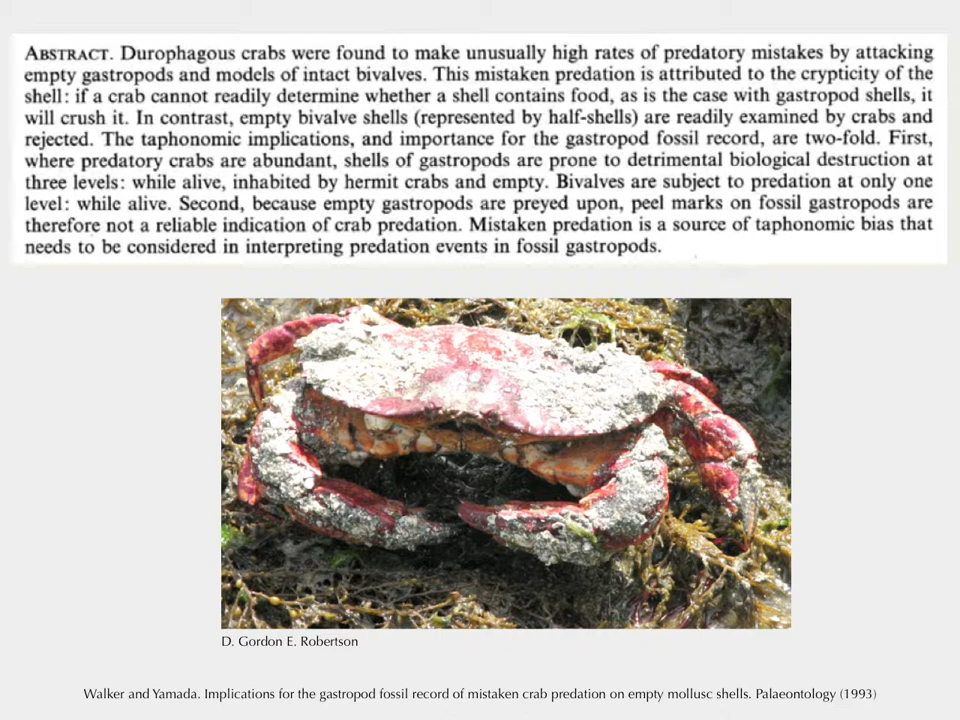 ABSTRACT. Durophagous crabs were found to make unusually high rates of predatory mistakes by attacking
empty gastropods and models of intact bivalves. This mistaken predation is attributed to the crypticity of the
shell: if a crab cannot readily determine whether a shell contains food, as is the case with gastropod shells, it
will crush it. In contrast, empty bivalve shells (represented by half-shells) are readily examined by crabs and
rejected. The taphonomic implications, and importance for the gastropod fossil record, are two-fold. First,
where predatory crabs are abundant, shells of gastropods are prone to detrimental biological destruction at
three levels: while alive, inhabited by hermit crabs and empty. Bivalves are subject to predation at only one
level: while alive. Second, because empty gastropods are preyed upon, peel marks on fossil gastropods are
therefore not a reliable indication of crab predation. Mistaken predation is a source of taphonomic bias that
needs to be considered in interpreting predation events in fossil gastropods.
D. Gordon E. Robertson
Walker and Yamada. Implications for the gastropod fossil record of mistaken crab predation on empty mollusc shells. Palaeontology (1993)